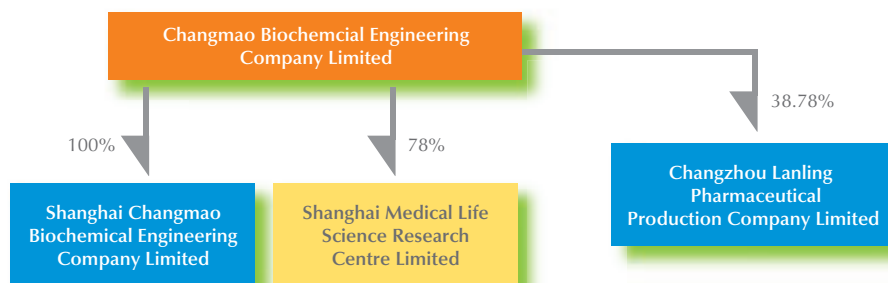 Changmao Biochemcial Engineering
Company Limited
38.78%
100%
78%
Changzhou Lanling
Pharmaceutical
Production Company Limited
Shanghai Changmao
Biochemical Engineering
Company Limited
Shanghai Medical Life
Science Research
Centre Limited